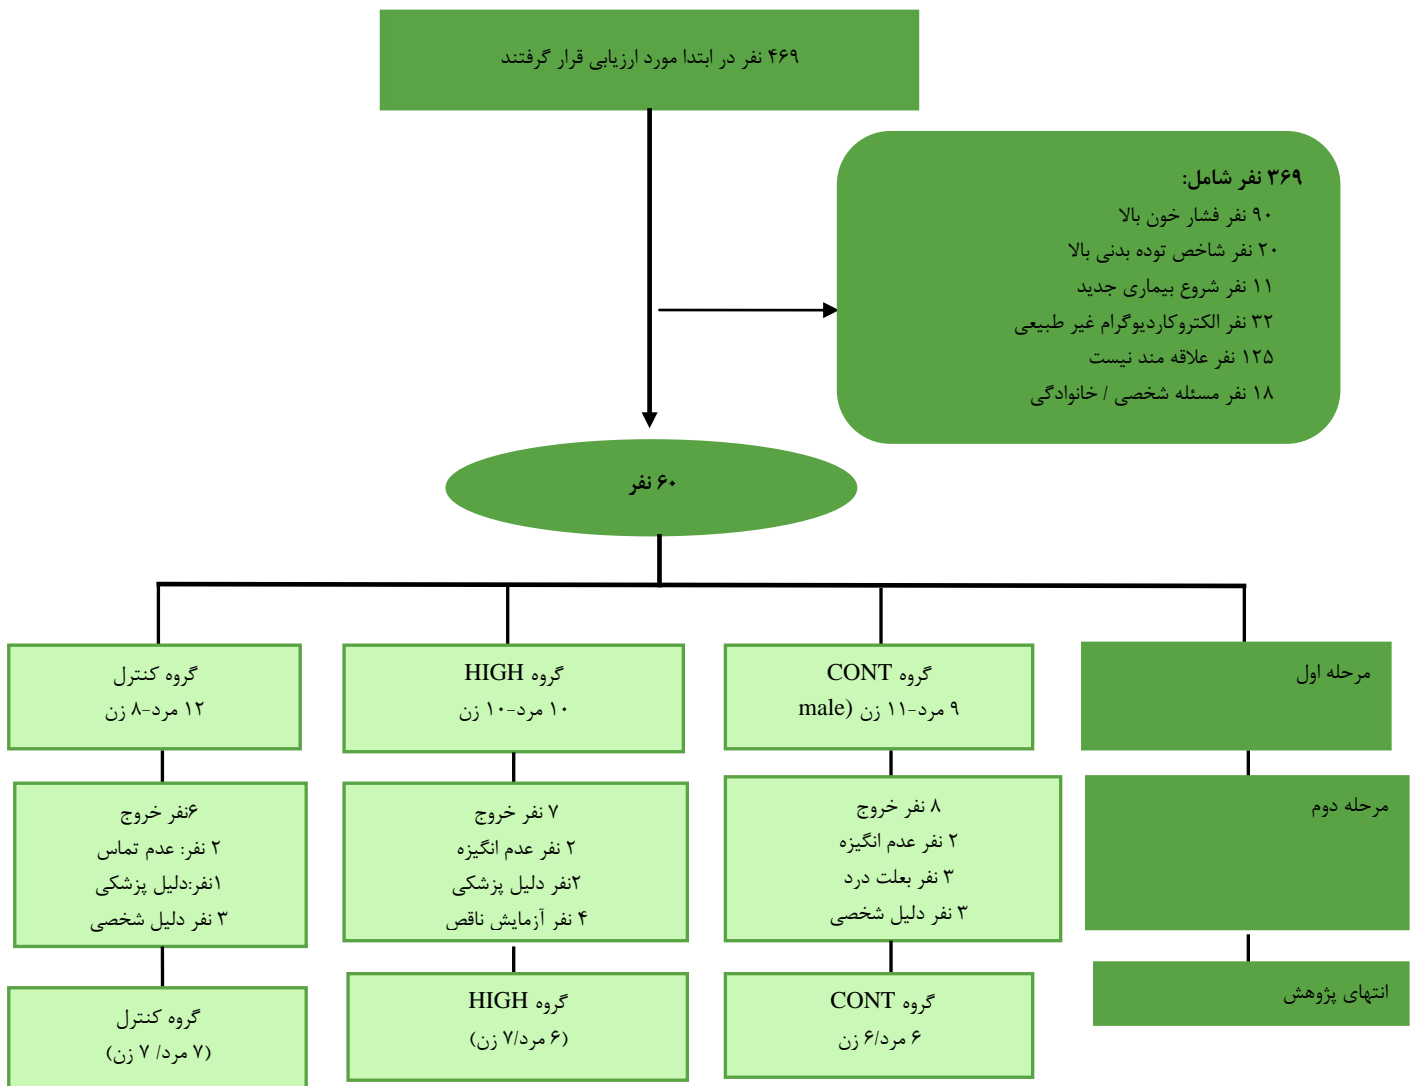 ۴۶۹ نفر در ابتدا مورد ارزیابی قرار گرفتند
۳۶۹ نفر شامل:
۹۰ نفر فشار خون بالا
۲۰ نفر شاخص توده بدنی بالا
۱۱ نفر شروع بیماری جدید
۳۲ نفر الکتروکاردیوگرام غیر طبیعی
۱۲۵ نفر علاقه مند نیست
۱۸ نفر مسئله شخصی / خانوادگی
۶۰ نفر
مرحله اول
گروه CONT
۹ مرد-۱۱ زن (male
گروه HIGH
۱۰ مرد-۱۰ زن
گروه کنترل
۱۲ مرد-۸ زن
مرحله دوم
۸ نفر خروج
۲ نفر عدم انگیزه
۳ نفر بعلت درد
۳ نفر دلیل شخصی
۷ نفر خروج
۲ نفر عدم انگیزه
۲نفر دلیل پزشکی
۴ نفر آزمایش ناقص
۶نفر خروج
۲ نفر: عدم تماس
۱نفر:دلیل پزشکی
۳ نفر دلیل شخصی
انتهای پژوهش
گروه CONT
۶ مرد/۶ زن
گروه HIGH
(۶ مرد/۷ زن)
گروه کنترل
(۷ مرد/ ۷ زن)